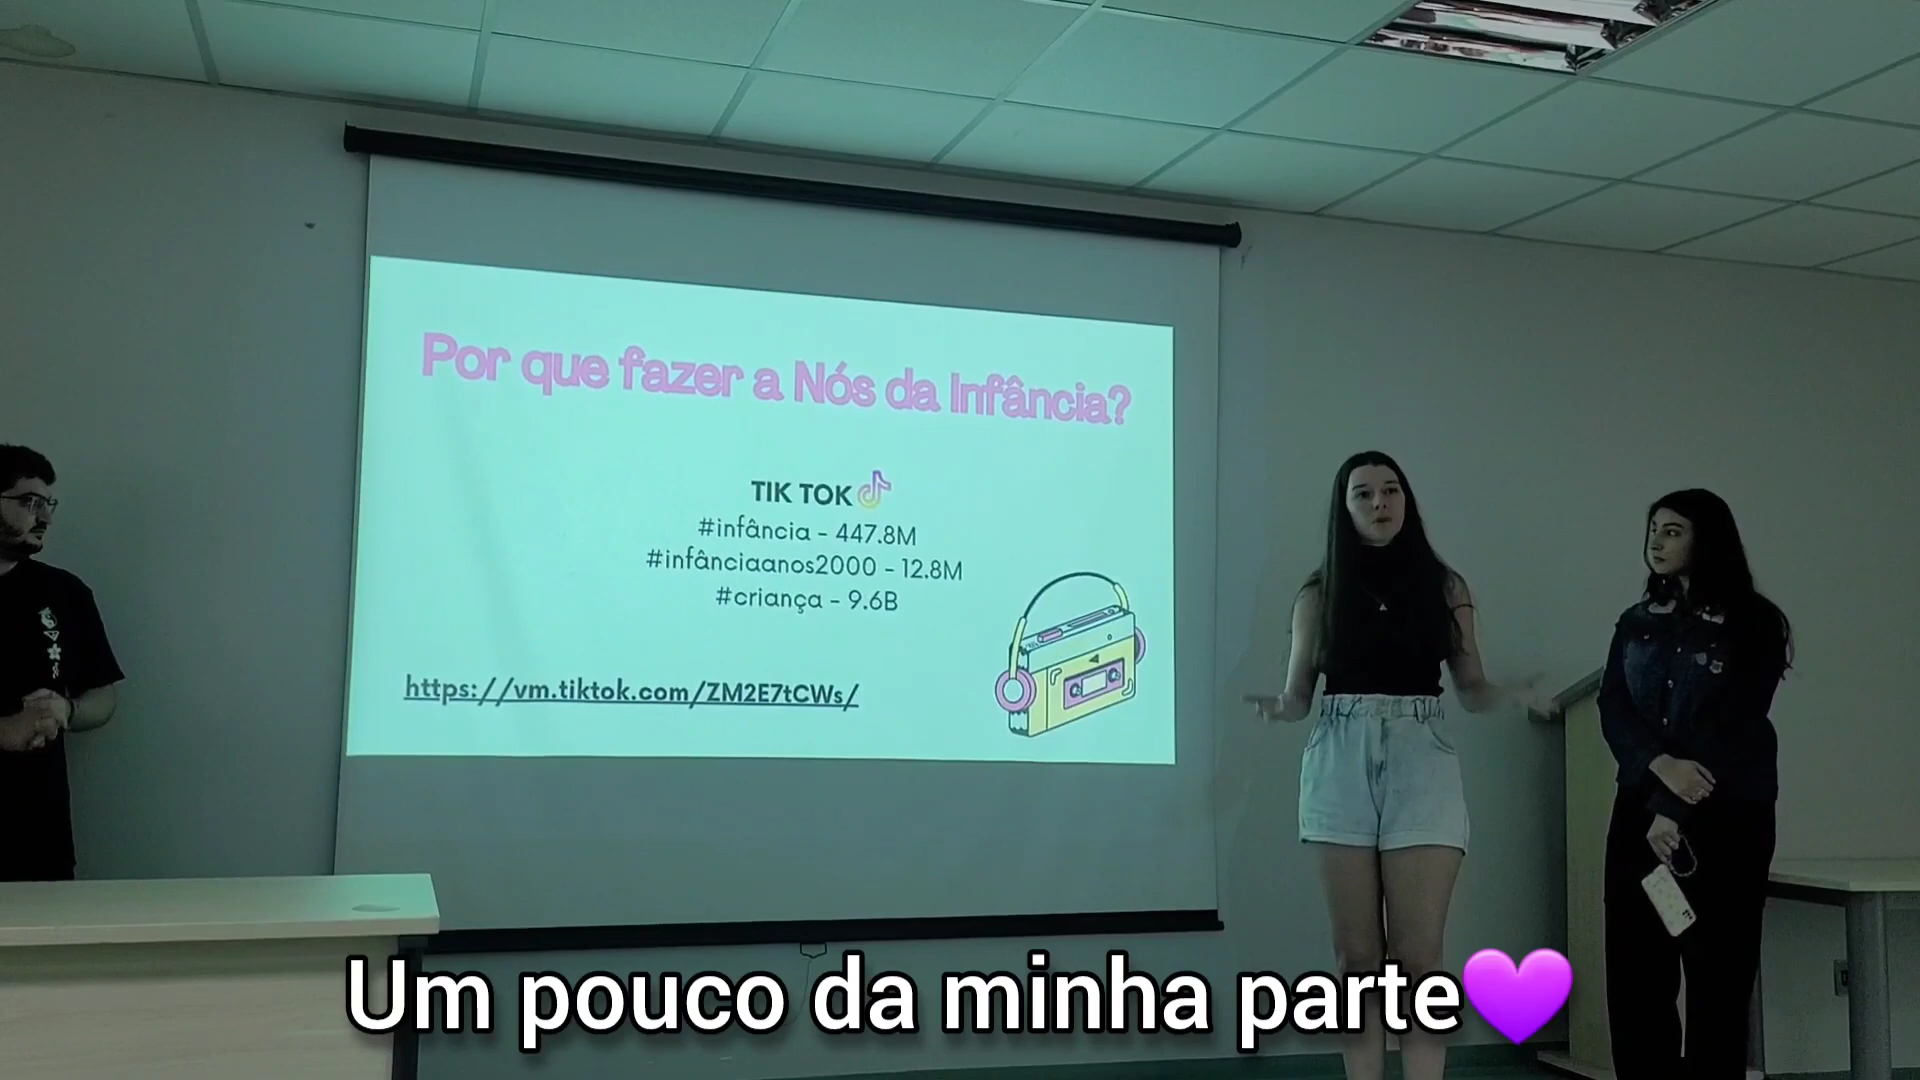 Por que fazer a Nós da Infância?
TIK TOK
#infância - 447.8M
#infânciaanos2000 - 12.8M
#criança - 9.6B
https://vm.tiktok.com/ZM2E7tCWs/
Um pouco da minha parte💜